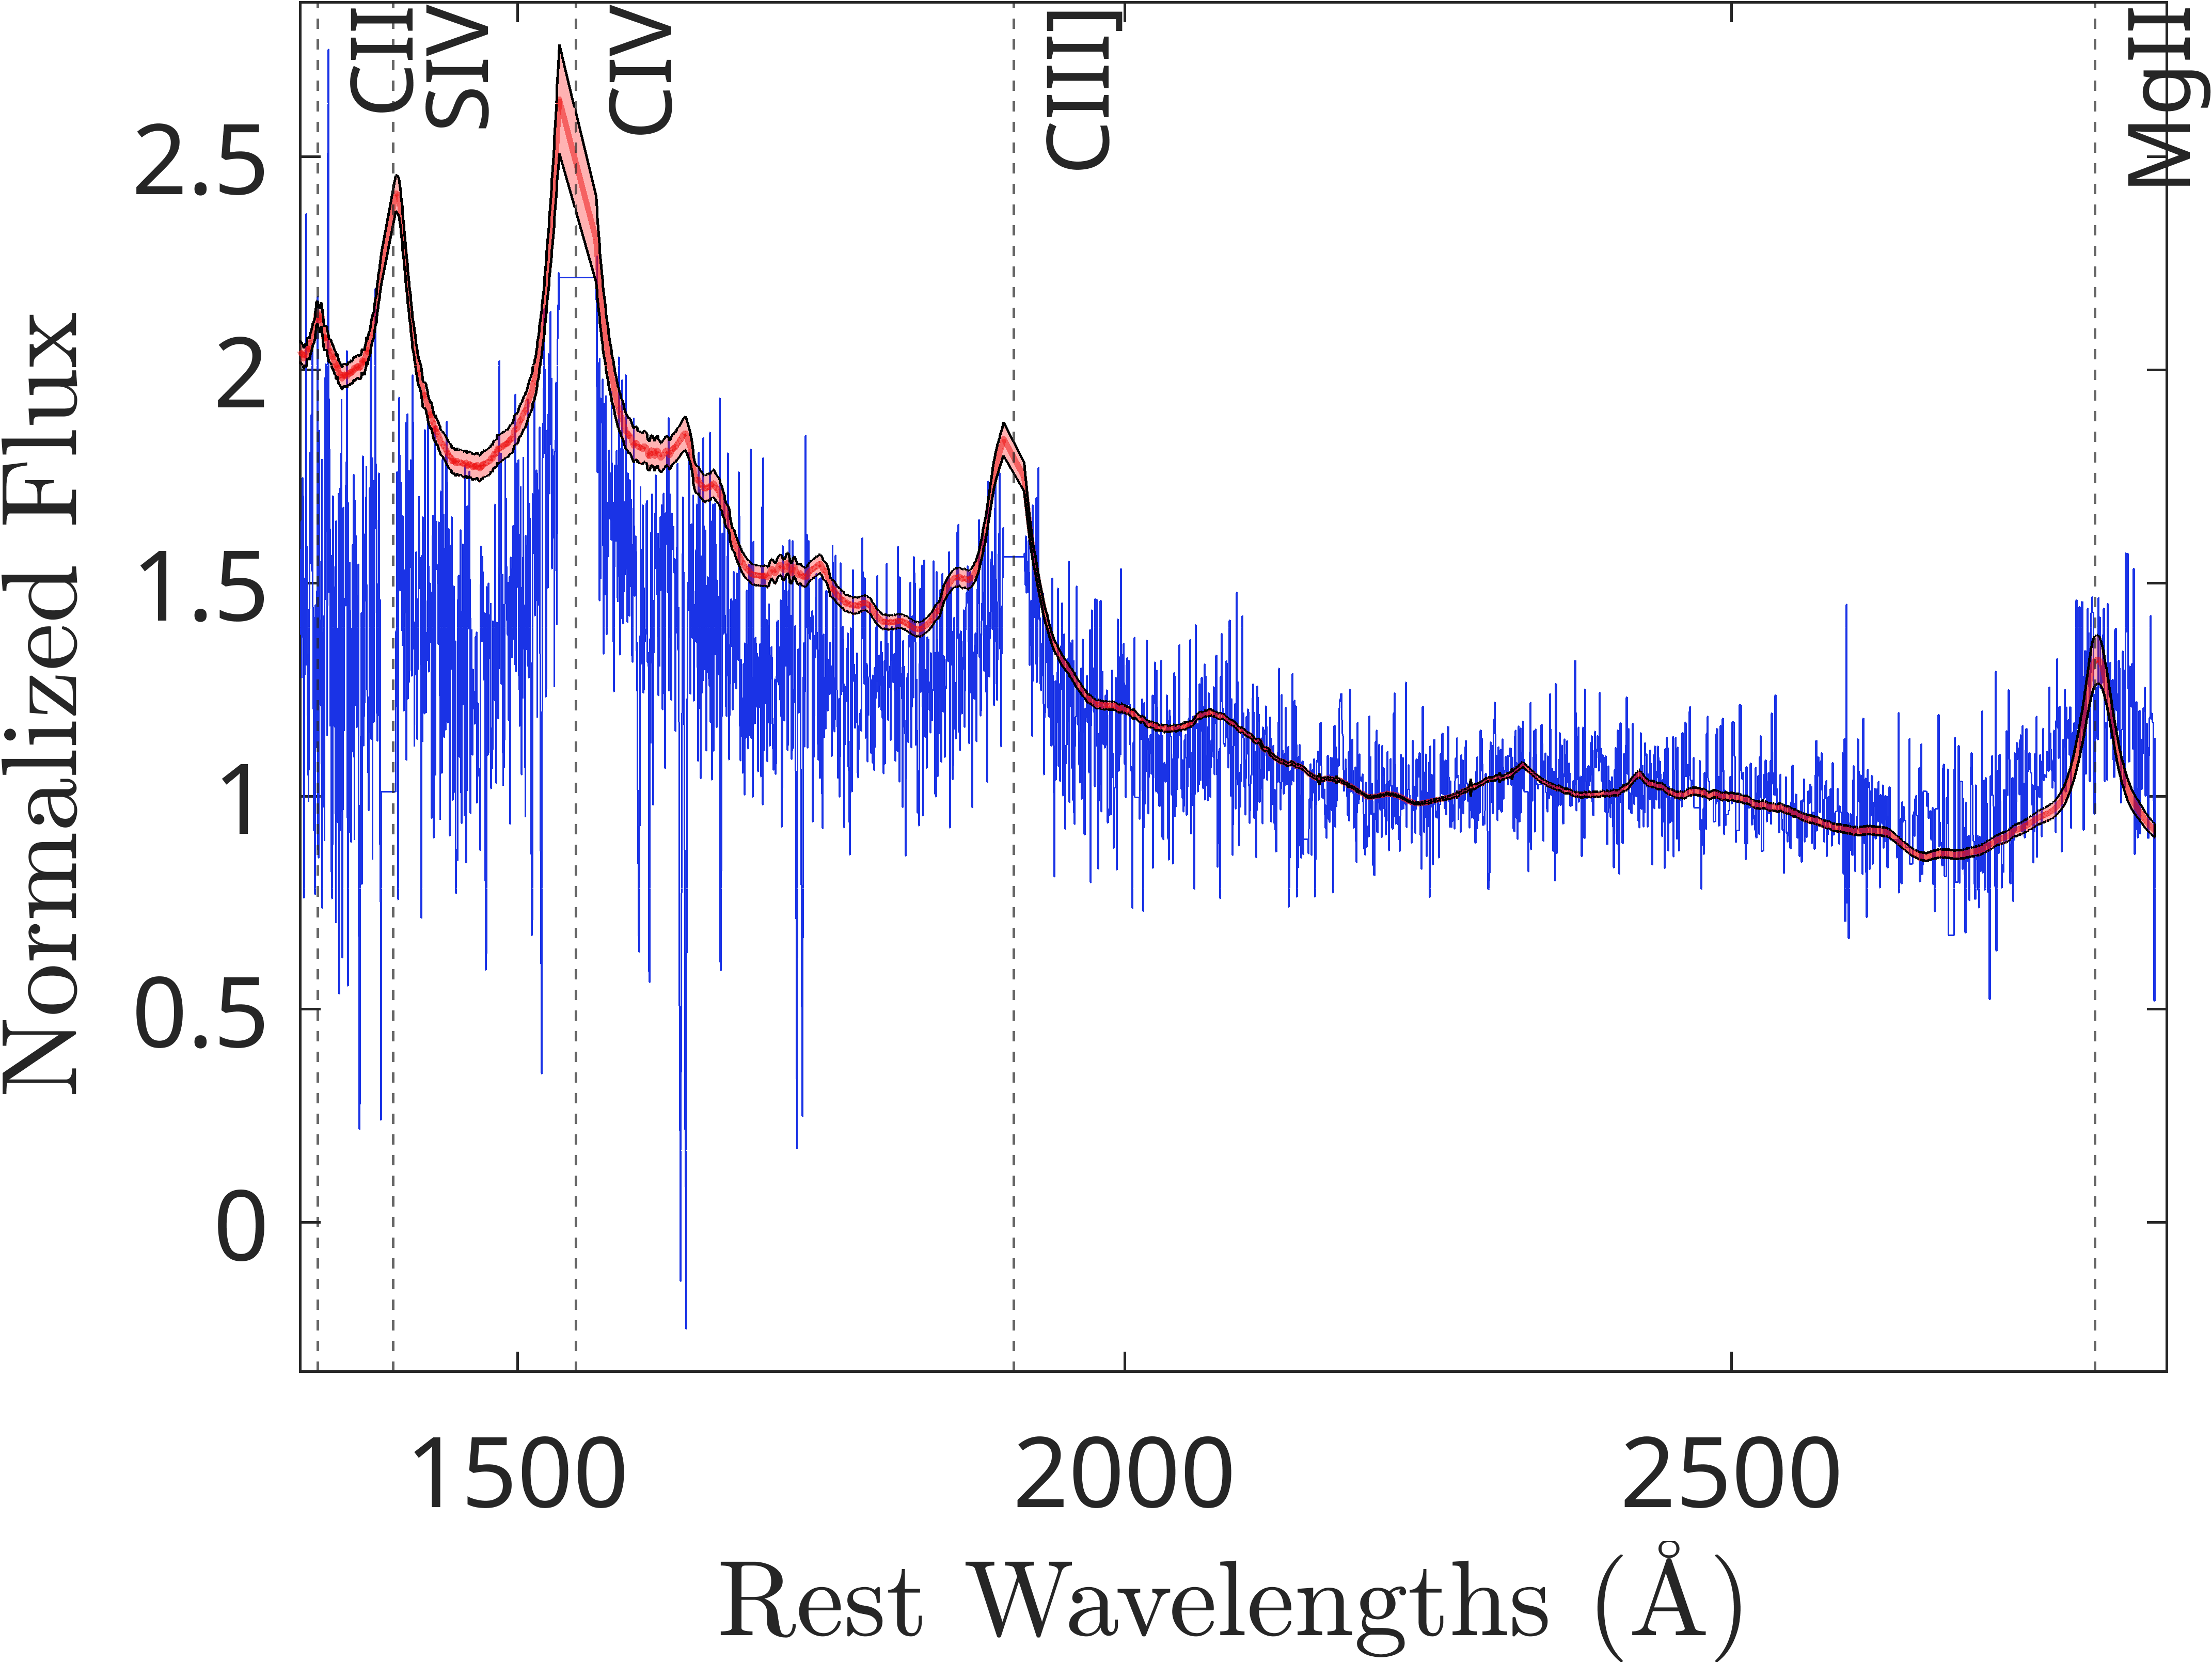 CII
SIV
CIV
CIII]
MgII
Normalized Flux
2.5
2
1.5
1
0.5
0
1500
2000
2500
Rest Wavelengths (Å)